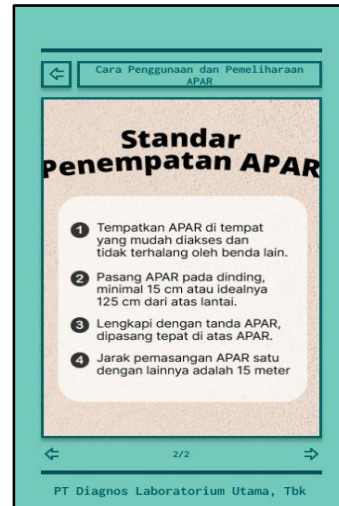 Cara Penggunaan dan Pemeliharaan
APAR
Standar
Penempatan APAR
1 Tempatkan APAR di tempat
yang mudah diakses dan
tidak terhalang oleh benda lain.
2 Pasang APAR pada dinding,
minimal 15 cm atau idealnya
125 cm dari atas lantai.
3 Lengkapi dengan tanda APAR,
dipasang tepat di atas APAR.
4 Jarak pemasangan APAR satu
dengan lainnya adalah 15 meter
2/2
PT Diagnos Laboratorium Utama, Tbk